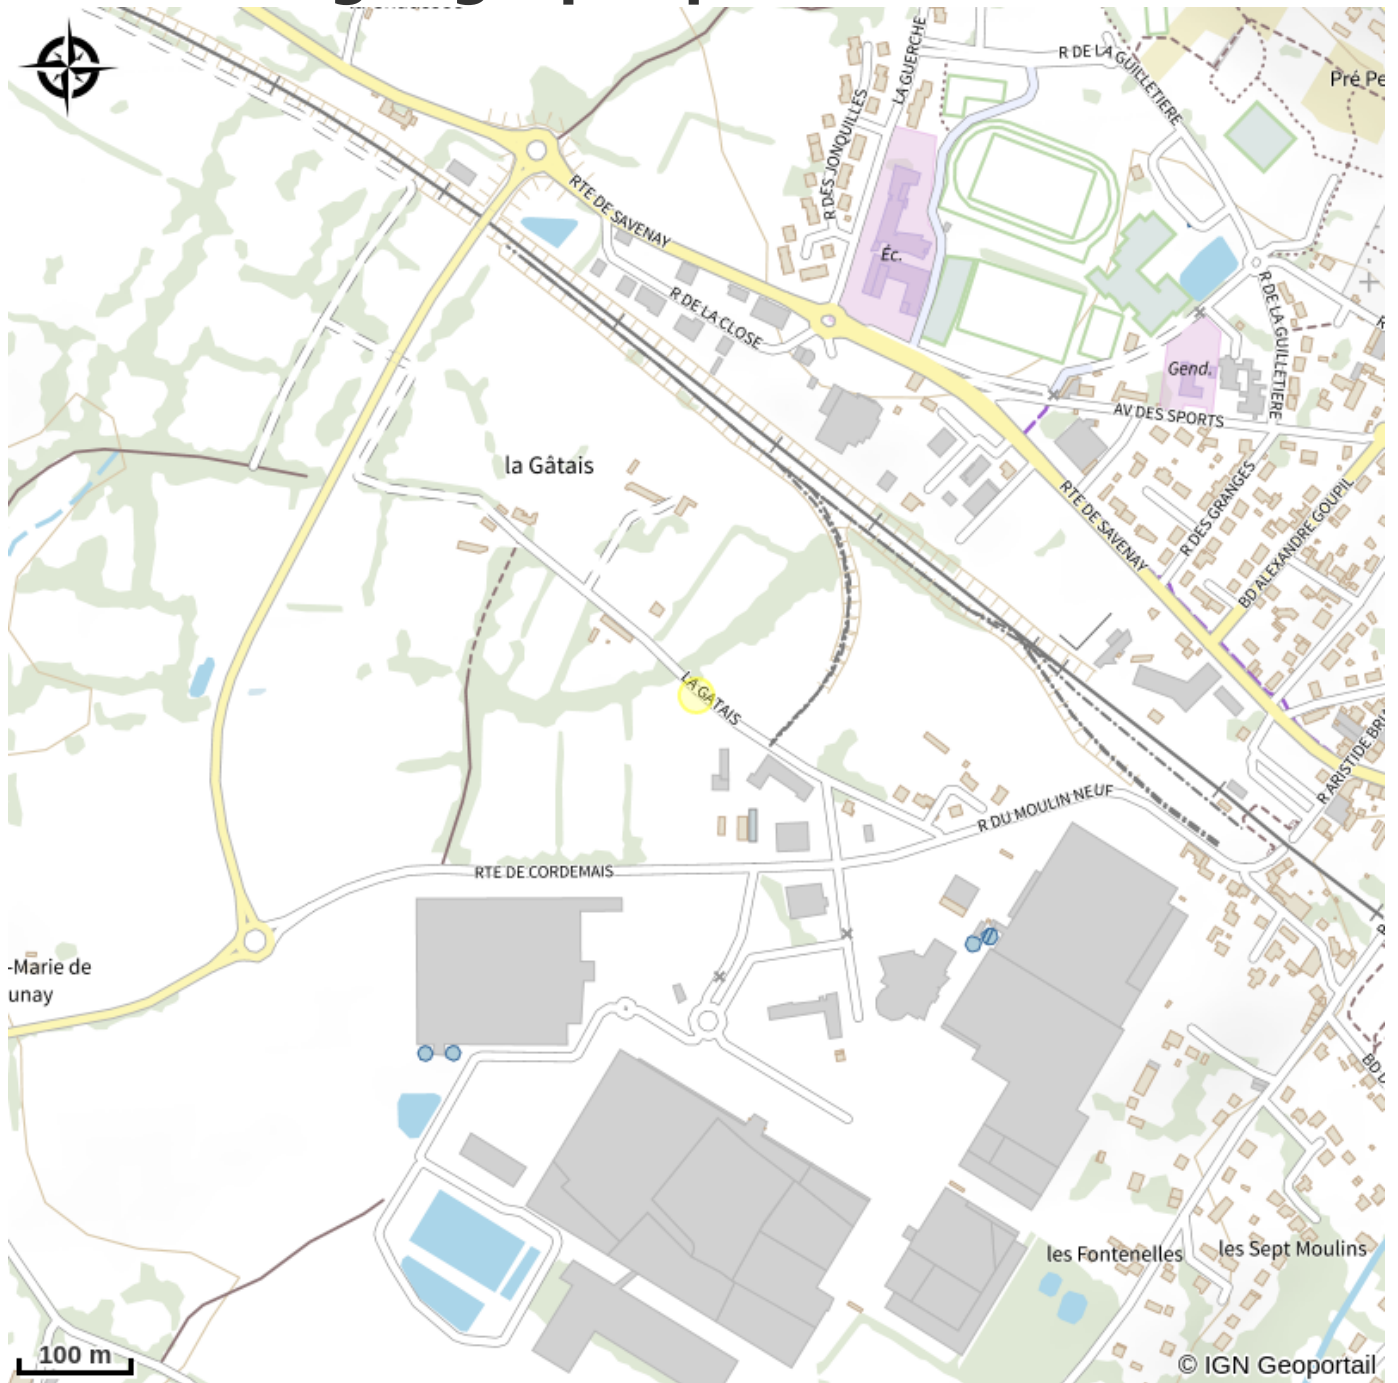 R DE LA GUILLETIERE
LA GUERCHE
Pré Pe
R DES JONQUILLES
RTE DE SAVENAY
Éc.
R DE LA CLOSE
R DE LA GUILLETIERE
Gend.
AV DES SPORTS
la Gâtais
RTE DE SAVENAY
R DES GRANGES
BD ALEXANDRE GOUPIL
LA GATAIS
R ARISTIDE BRIA
R DU MOULIN NEUF
RTE DE CORDEMAIS
-Marie de
unay
BD D
les Fontenelles
les Sept Moulins
100 m
© IGN Geoportail